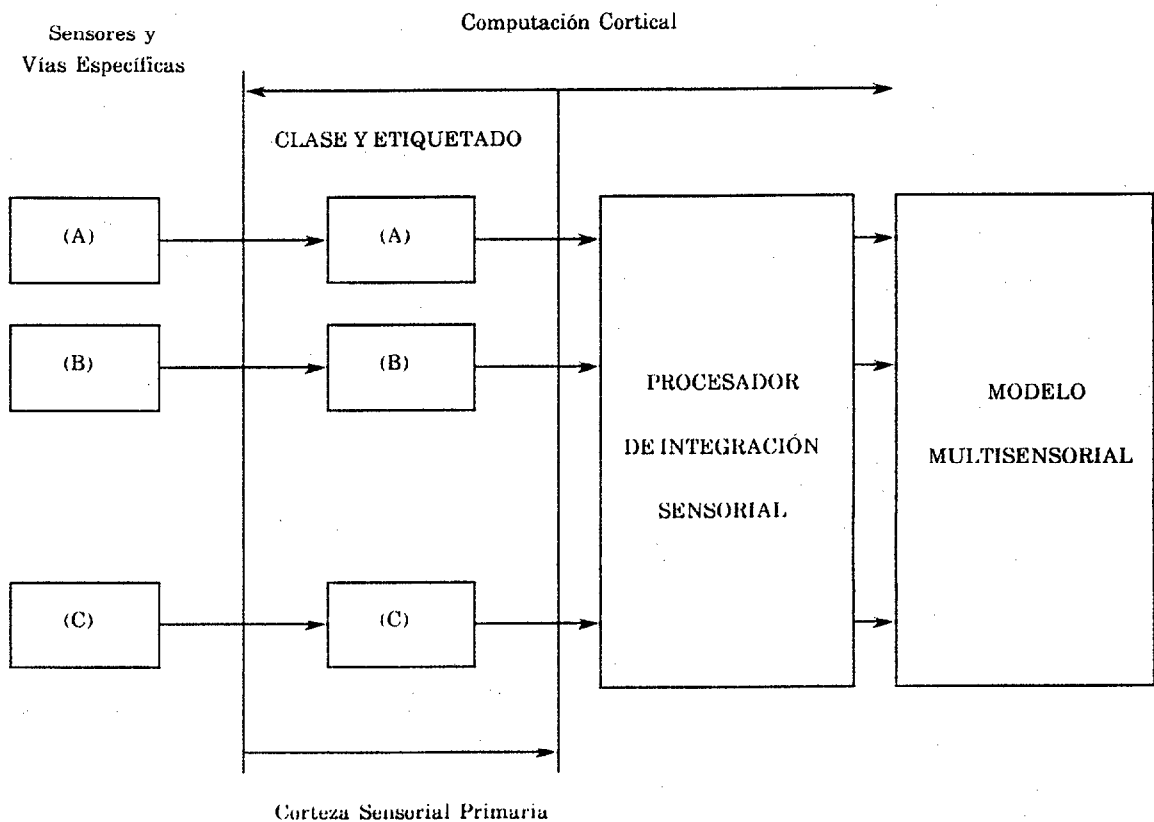 Computación Cortical
Sensores y
Vías Específicas
CLASE Y ETIQUETADO
(A)
(A)
(B)
(B)
(C)
(C)
PROCESADOR
DE INTEGRACIÓN
SENSORIAL
MODELO
MULTISENSORIAL
Corteza Sensorial Primaria